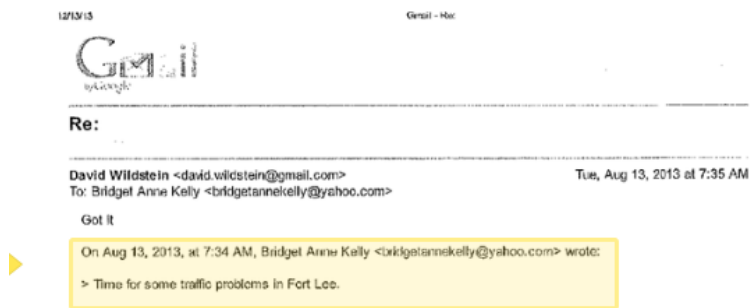 12/13/13 Gmail - Re:
Gmail
by Google
Re:
David Wildstein <david.wildstein@gmail.com> Tue, Aug 13, 2013 at 7:35 AM
To: Bridget Anne Kelly <bridgetannekelly@yahoo.com>
Got It
On Aug 13, 2013, at 7:34 AM, Bridget Anne Kelly <bridgetannekelly@yahoo.com> wrote:
> Time for some traffic problems in Fort Lee.